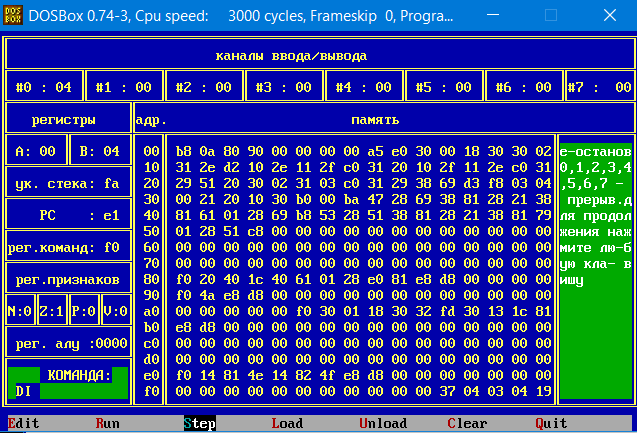 DOSBox 0.74-3, Cpu speed: 3000 cycles, Frameskip 0, Progra...
каналы ввода/вывода
#0 : 04 #1 : 00 #2 : 00 #3 : 00 #4 : 00 #5 : 00 #6 : 00 #7 : 00
регистры адр. память
A: 00 B: 04 00 b8 0a 80 90 00 00 00 00 a5 e0 30 00 18 30 30 02 е-останов
10 31 2e d2 10 2e 11 2f c0 31 20 10 2f 11 2e c0 31 0,1,2,3,4
ук. стека: fa 20 29 51 20 30 02 31 03 c0 31 29 38 69 d3 f8 03 04 ,5,6,7 -
30 00 21 20 10 30 b0 00 ba 47 28 69 38 81 28 21 38 прерыв.д
PC : e1 40 81 61 01 28 69 b8 53 28 51 38 81 28 21 38 81 79 ля продол
50 01 28 51 c8 00 00 00 00 00 00 00 00 00 00 00 00 жения наж
рег.команд: f0 60 00 00 00 00 00 00 00 00 00 00 00 00 00 00 00 00 мите лю-б
70 00 00 00 00 00 00 00 00 00 00 00 00 00 00 00 00 ую кла- в
рег.признаков 80 f0 20 40 1c 40 61 01 28 e0 81 e8 d8 00 00 00 00 ишу
90 f0 4a e8 d8 00 00 00 00 00 00 00 00 00 00 00 00
N:0 Z:1 P:0 V:0 a0 00 00 00 00 00 f0 30 01 18 30 32 fd 30 13 1c 81
b0 e8 d8 00 00 00 00 00 00 00 00 00 00 00 00 00 00
рег. алу :0000 c0 00 00 00 00 00 00 00 00 00 00 00 00 00 00 00 00
d0 00 00 00 00 00 00 00 00 00 00 00 00 00 00 00 00
КОМАНДА: e0 f0 14 81 4e 14 82 4f e8 d8 00 00 00 00 00 00 00
DI f0 00 00 00 00 00 00 00 00 00 00 00 37 04 03 04 19
Edit Run Step Load Unload Clear Quit